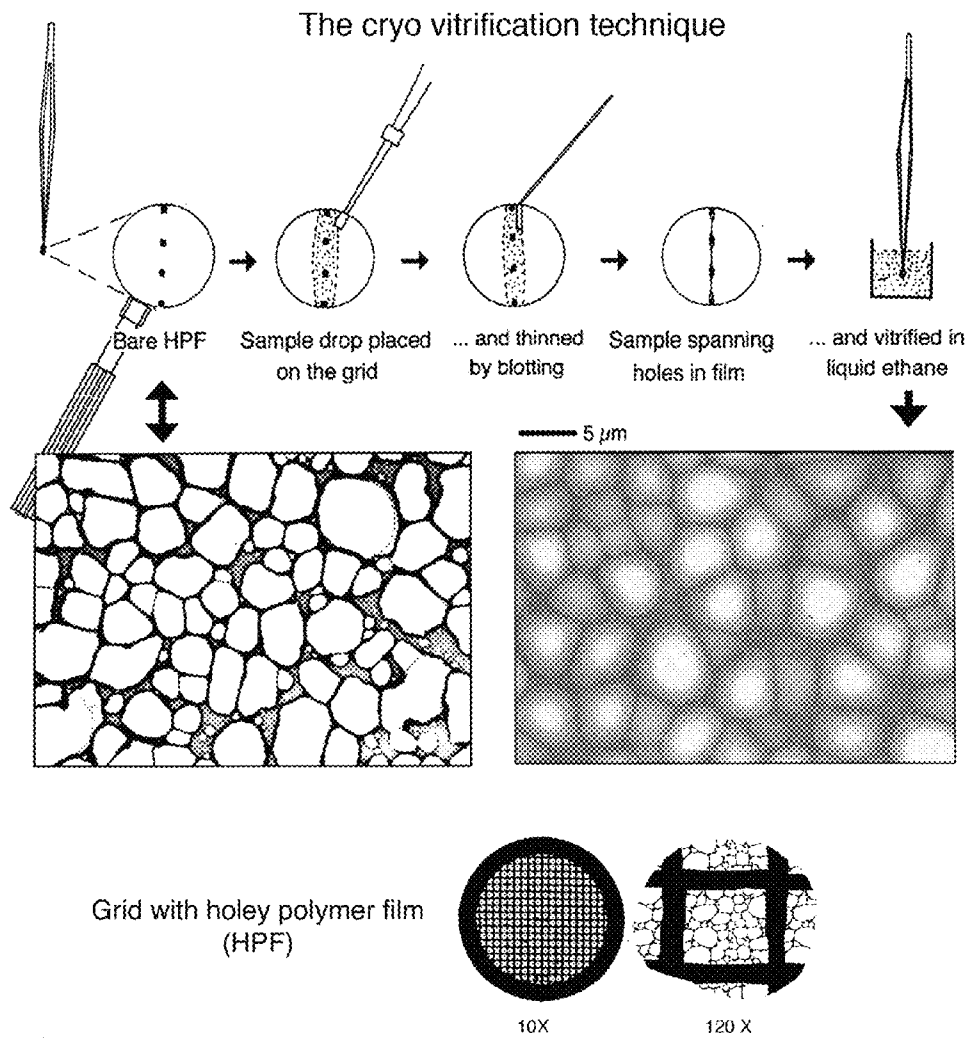 The cryo vitrification technique
Bare HPF
Sample drop placed
on the grid
... and thinned
by blotting
Sample spanning
holes in film
... and vitrified in
liquid ethane
5 µm
Grid with holey polymer film
(HPF)
10X
120 X